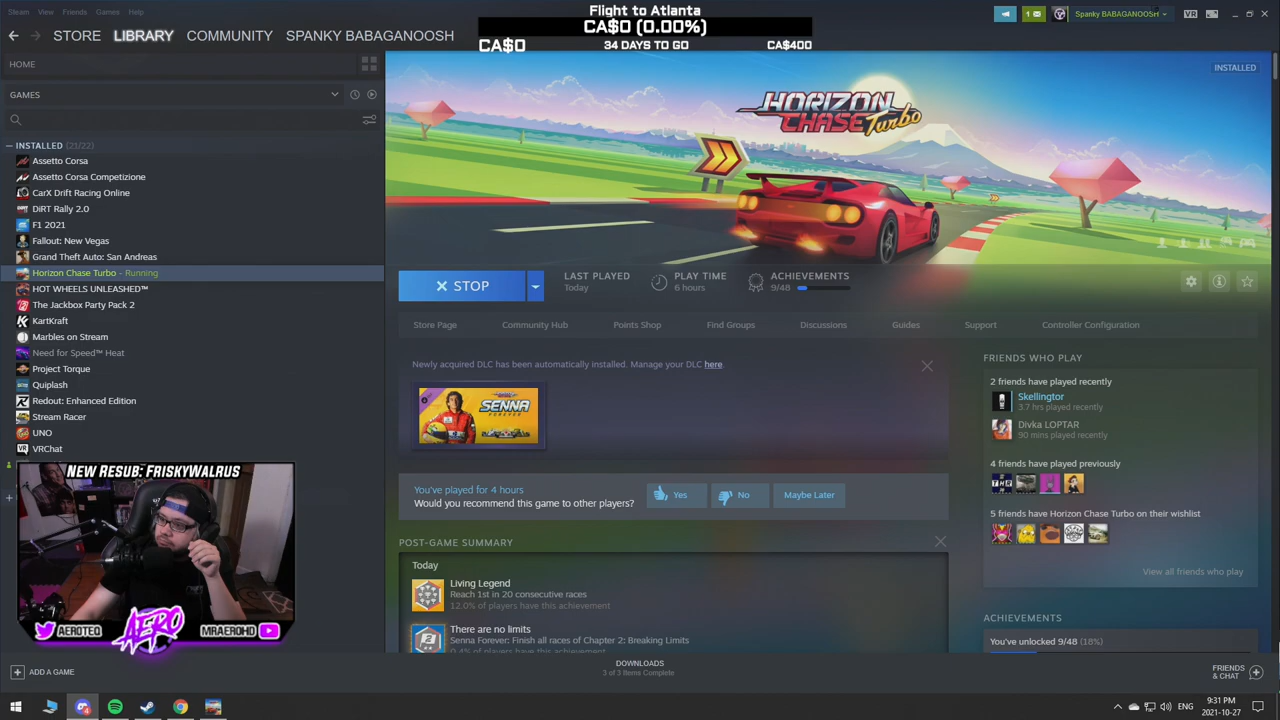 Steam View Friends Games Help
Flight to Atlanta
CA$0 (0.00%)
CA$0 34 DAYS TO GO CA$400
1
Spanky BABAGANOOSH
VR
STORE LIBRARY COMMUNITY SPANKY BABAGANOOSH
HOME
GAMES
INSTALLED (21/22)
Assetto Corsa
Assetto Corsa Competizione
CarX Drift Racing Online
DiRT Rally 2.0
F1 2021
Fallout: New Vegas
Grand Theft Auto: San Andreas
Horizon Chase Turbo - Running
HOT WHEELS UNLEASHED™
The Jackbox Party Pack 2
KartKraft
Marbles on Stream
Need for Speed™ Heat
Project Torque
Quiplash
Redout: Enhanced Edition
Stream Racer
UNO
VRChat
NEW RESUB: FRISKYWALRUS
AEROTEQ
AERO
MRAEROHD
ADD A GAME
INSTALLED
HORIZON
CHASE Turbo
STOP
LAST PLAYED
Today
PLAY TIME
6 hours
ACHIEVEMENTS
9/48
Store Page Community Hub Points Shop Find Groups Discussions Guides Support Controller Configuration
Newly acquired DLC has been automatically installed. Manage your DLC here.
SENNA
FOREVER
You've played for 4 hours
Would you recommend this game to other players?
Yes
No
Maybe Later
POST-GAME SUMMARY
Today
Living Legend
Reach 1st in 20 consecutive races
12.0% of players have this achievement
There are no limits
Senna Forever: Finish all races of Chapter 2: Breaking Limits
0.4% of players have this achievement
FRIENDS WHO PLAY
2 friends have played recently
Skellingtor
3.7 hrs played recently
Divka LOPTAR
90 mins played recently
4 friends have played previously
5 friends have Horizon Chase Turbo on their wishlist
View all friends who play
ACHIEVEMENTS
You've unlocked 9/48 (18%)
DOWNLOADS
3 of 3 Items Complete
FRIENDS
& CHAT
ENG
9:31 PM
2021-10-27